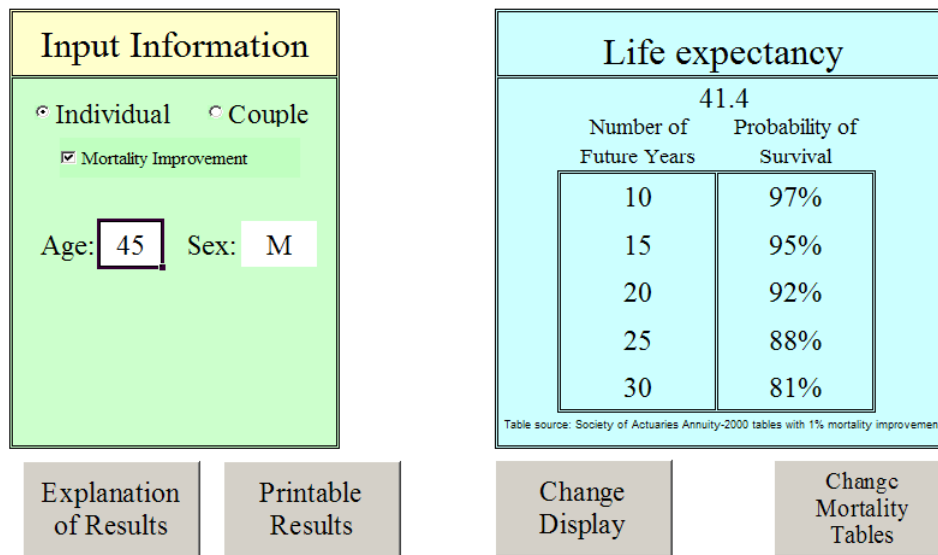 Input Information
Individual Couple
Mortality Improvement
Age: 45 Sex: M
Life expectancy
41.4
Number of Probability of
Future Years Survival
10 97%
15 95%
20 92%
25 88%
30 81%
Table source: Society of Actuaries Annuity-2000 tables with 1% mortality improvemen
Explanation
of Results
Printable
Results
Change
Display
Change
Mortality
Tables